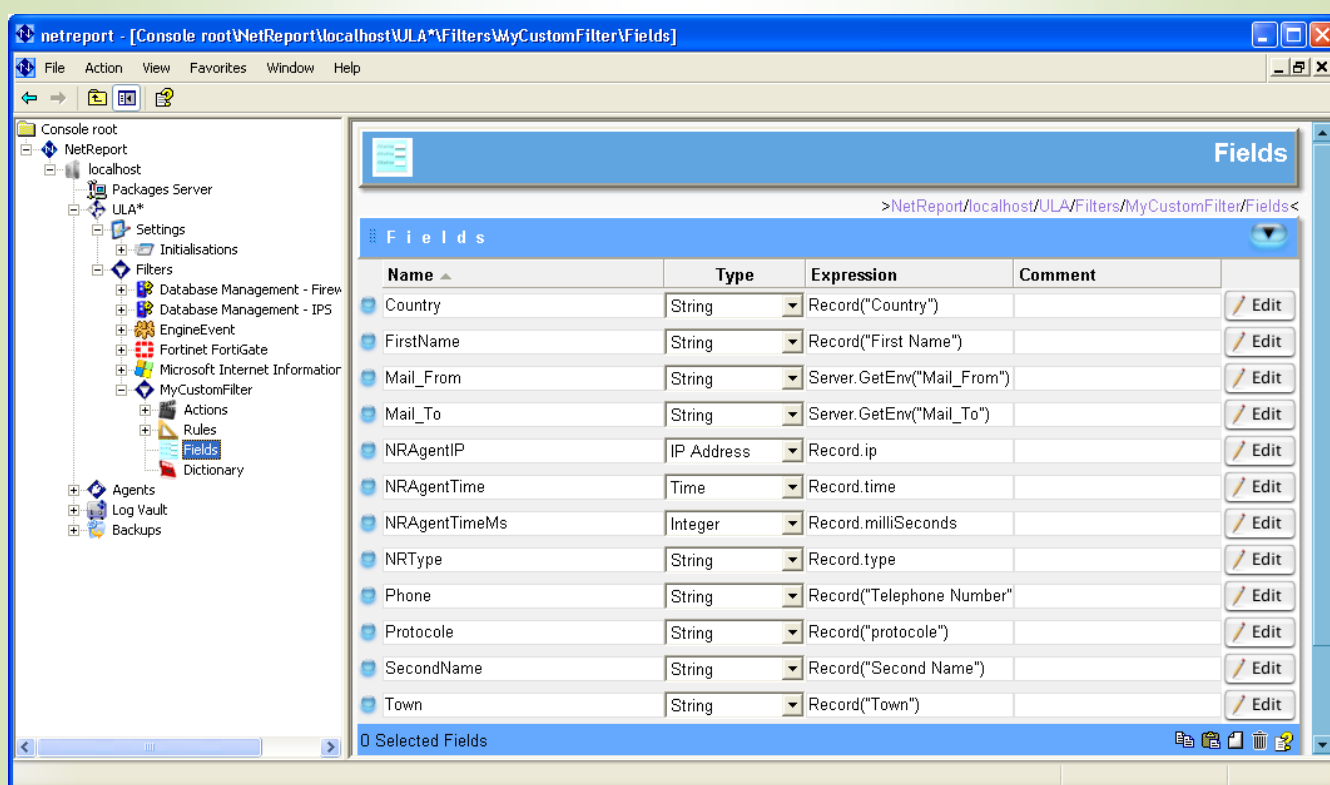 netreport - [Console root\NetReport\localhost\ULA*\Filters\MyCustomFilter\Fields]
File Action View Favorites Window Help
Console root
NetReport
localhost
Packages Server
ULA*
Settings
Initialisations
Filters
Database Management - Firew
Database Management - IPS
EngineEvent
Fortinet FortiGate
Microsoft Internet Information
MyCustomFilter
Actions
Rules
Fields
Dictionary
Agents
Log Vault
Backups
Fields
>NetReport/localhost/ULA/Filters/MyCustomFilter/Fields<
Fields
Name Type Expression Comment
Country String Record("Country") Edit
FirstName String Record("First Name") Edit
Mail_From String Server.GetEnv("Mail_From") Edit
Mail_To String Server.GetEnv("Mail_To") Edit
NRAgentIP IP Address Record.ip Edit
NRAgentTime Time Record.time Edit
NRAgentTimeMs Integer Record.milliSeconds Edit
NRType String Record.type Edit
Phone String Record("Telephone Number" Edit
Protocole String Record("protocole") Edit
SecondName String Record("Second Name") Edit
Town String Record("Town") Edit
0 Selected Fields